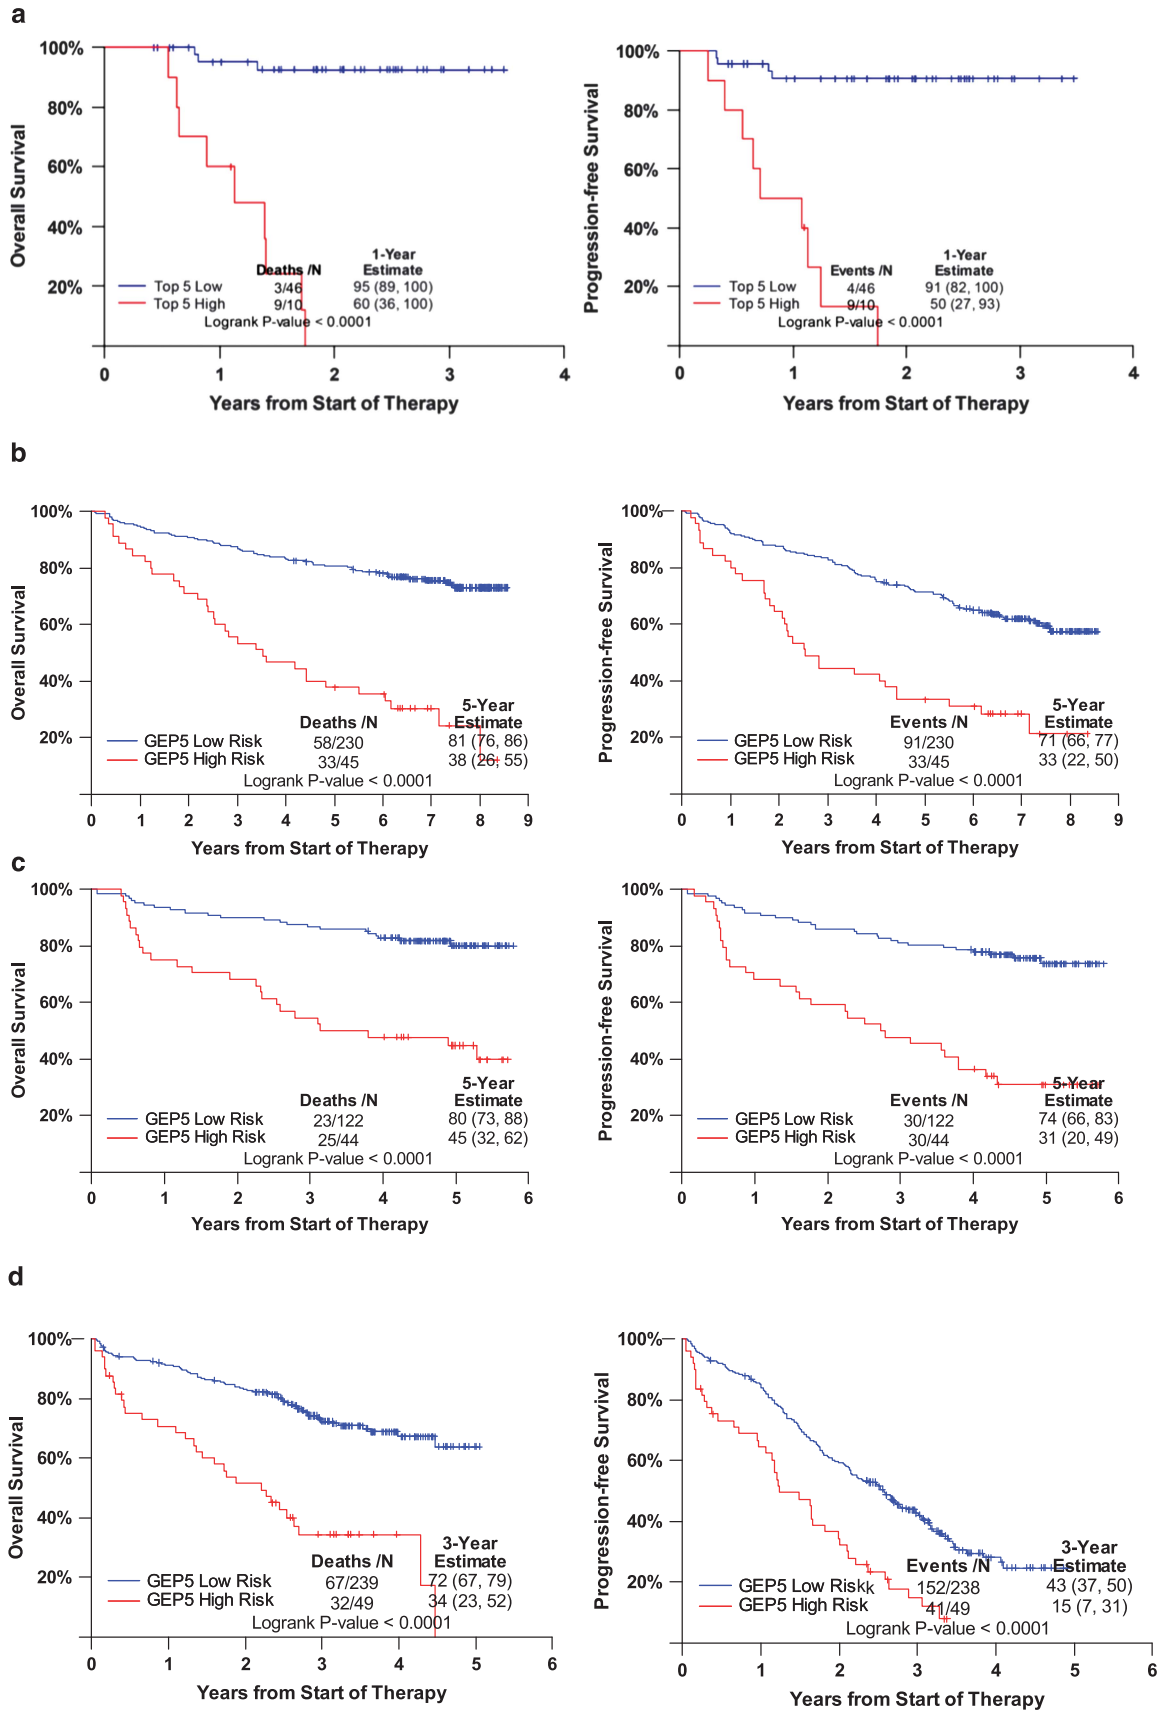 a
100%
80%
60%
40%
20%
Overall Survival
1-Year
Deaths /N Estimate
Top 5 Low 3/46 95 (89, 100)
Top 5 High 9/10 60 (36, 100)
Logrank P-value < 0.0001
0 1 2 3 4
Years from Start of Therapy
100%
80%
60%
40%
20%
Progression-free Survival
1-Year
Events /N Estimate
Top 5 Low 4/46 91 (82, 100)
Top 5 High 9/10 50 (27, 93)
Logrank P-value < 0.0001
0 1 2 3 4
Years from Start of Therapy
b
100%
80%
60%
40%
20%
Overall Survival
5-Year
Deaths /N Estimate
GEP5 Low Risk 58/230 81 (76, 86)
GEP5 High Risk 33/45 38 (26, 55)
Logrank P-value < 0.0001
0 1 2 3 4 5 6 7 8 9
Years from Start of Therapy
100%
80%
60%
40%
20%
Progression-free Survival
5-Year
Events /N Estimate
GEP5 Low Risk 91/230 71 (66, 77)
GEP5 High Risk 33/45 33 (22, 50)
Logrank P-value < 0.0001
0 1 2 3 4 5 6 7 8 9
Years from Start of Therapy
c
100%
80%
60%
40%
20%
Overall Survival
5-Year
Deaths /N Estimate
GEP5 Low Risk 23/122 80 (73, 88)
GEP5 High Risk 25/44 45 (32, 62)
Logrank P-value < 0.0001
0 1 2 3 4 5 6
Years from Start of Therapy
100%
80%
60%
40%
20%
Progression-free Survival
5-Year
Events /N Estimate
GEP5 Low Risk 30/122 74 (66, 83)
GEP5 High Risk 30/44 31 (20, 49)
Logrank P-value < 0.0001
0 1 2 3 4 5 6
Years from Start of Therapy
d
100%
80%
60%
40%
20%
Overall Survival
3-Year
Deaths /N Estimate
GEP5 Low Risk 67/239 72 (67, 79)
GEP5 High Risk 32/49 34 (23, 52)
Logrank P-value < 0.0001
0 1 2 3 4 5 6
Years from Start of Therapy
100%
80%
60%
40%
20%
Progression-free Survival
3-Year
Events /N Estimate
GEP5 Low Riskk 152/238 43 (37, 50)
GEP5 High Risk 41/49 15 (7, 31)
Logrank P-value < 0.0001
0 1 2 3 4 5 6
Years from Start of Therapy